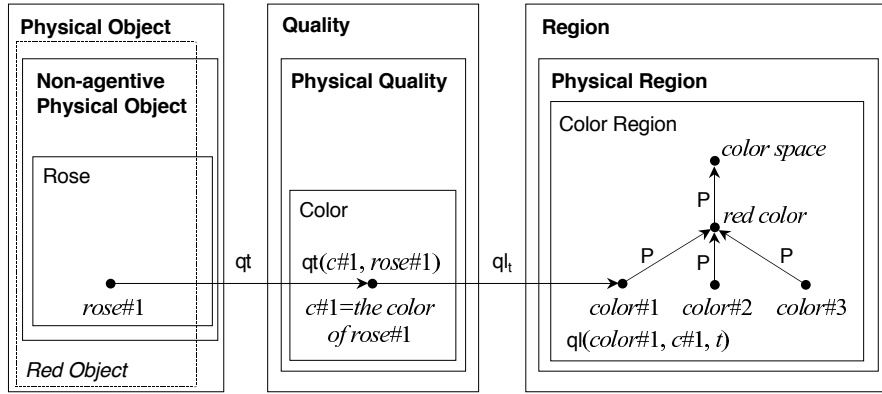 Physical Object
Non-agentive
Physical Object
Rose
rose#1
Red Object
qt
Quality
Physical Quality
Color
qt(c#1, rose#1)
c#1=the color
of rose#1
qlt
Region
Physical Region
Color Region
color space
P
red color
P
P
P
color#1
color#2
color#3
ql(color#1, c#1, t)